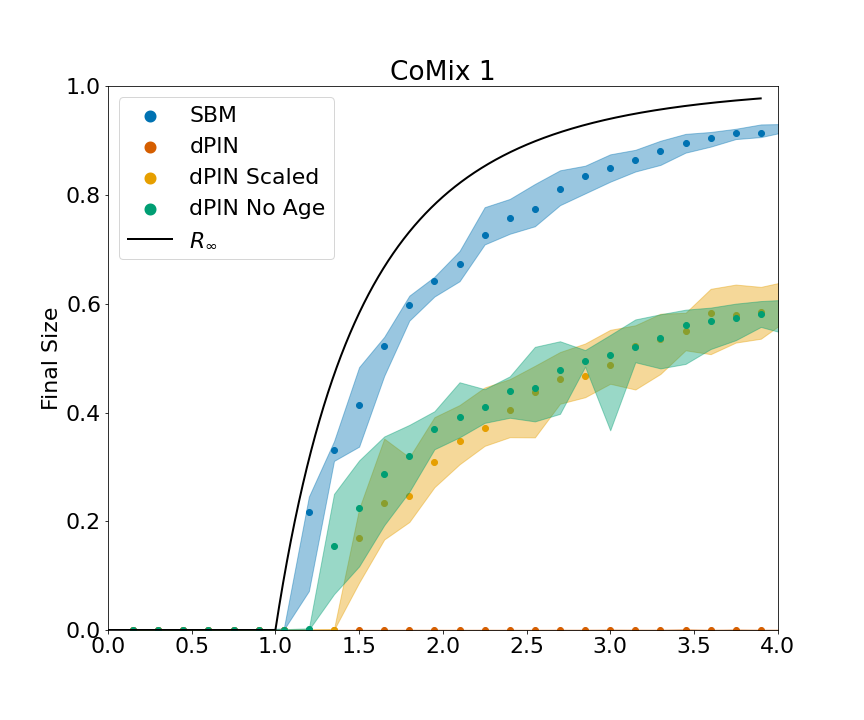 CoMix 1
1.0
0.8
0.6
0.4
0.2
0.0
Final Size
SBM
dPIN
dPIN Scaled
dPIN No Age
R∞
0.0 0.5 1.0 1.5 2.0 2.5 3.0 3.5 4.0